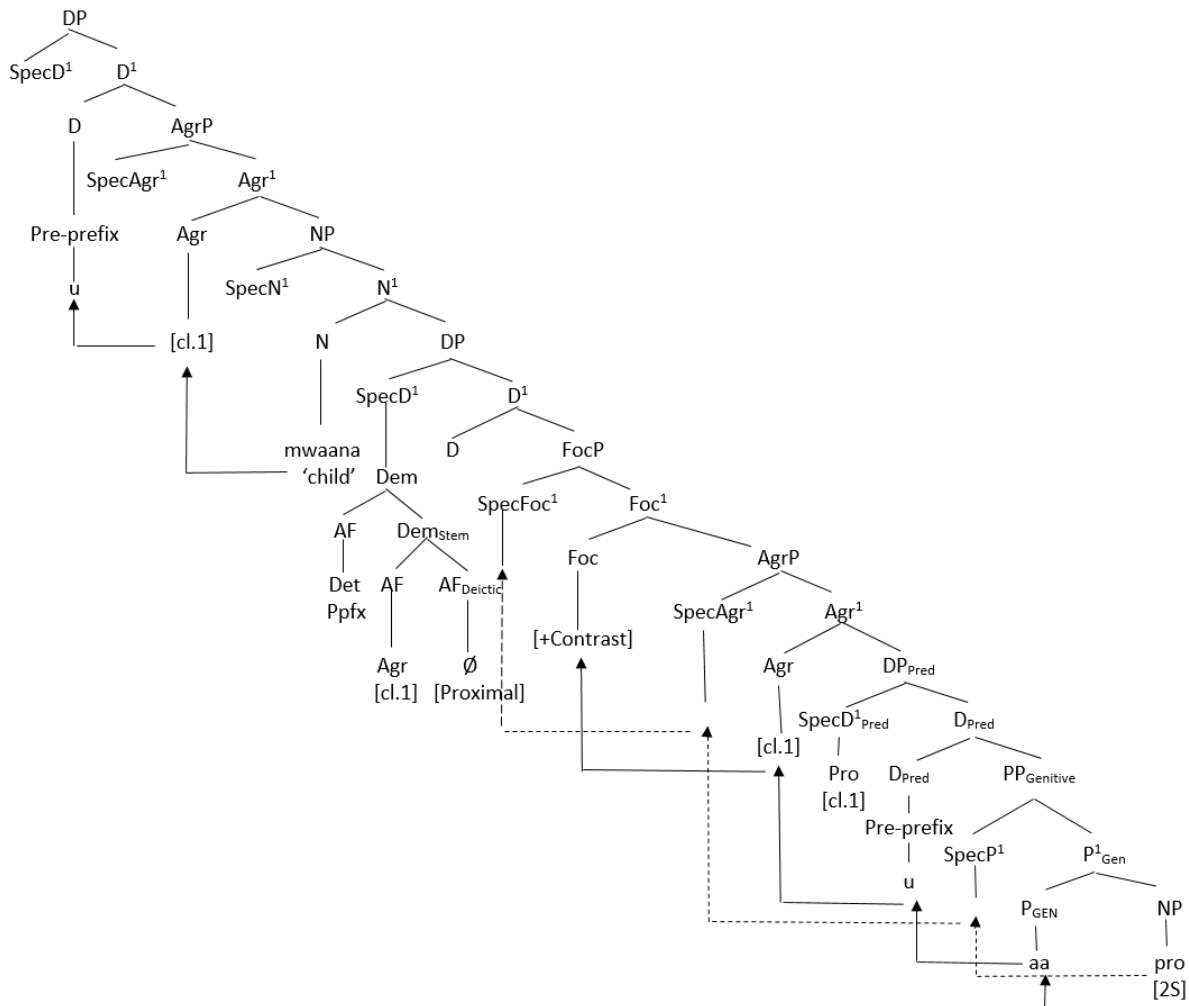 DP
SpecD¹ D¹
D AgrP
SpecAgr¹ Agr¹
Pre-prefix Agr NP
u SpecN¹ N¹
[cl.1] N DP
SpecD¹ D¹
mwaana D FocP
‘child’ Dem
SpecFoc¹ Foc¹
AF Dem_Stem Foc AgrP
Det AF AF_Deictic
Ppfx SpecAgr¹ Agr¹
[+Contrast]
Agr Ø Agr DP_Pred
[cl.1] [Proximal]
SpecD¹_Pred D_Pred
[cl.1]
Pro D_Pred PP_Genitive
[cl.1]
Pre-prefix
SpecP¹ P¹_Gen
u
P_GEN NP
aa pro
[2S]